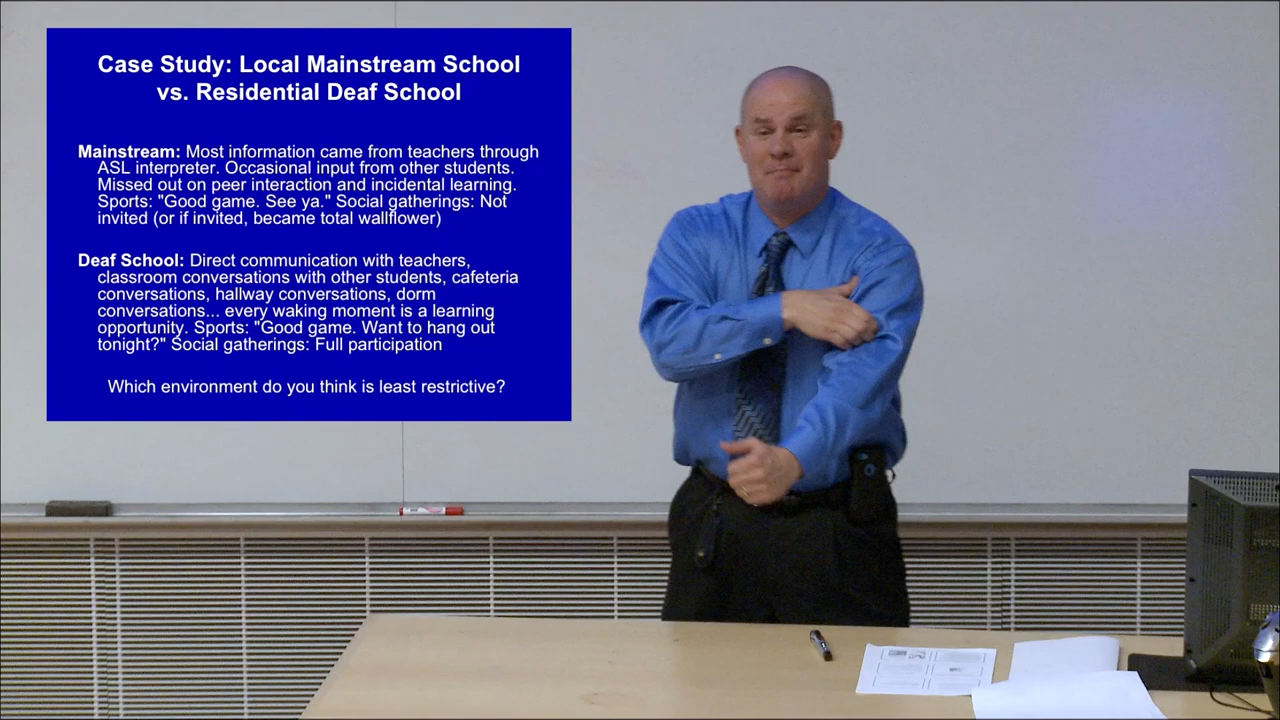 Case Study: Local Mainstream School
vs. Residential Deaf School
Mainstream: Most information came from teachers through
ASL interpreter. Occasional input from other students.
Missed out on peer interaction and incidental learning.
Sports: "Good game. See ya." Social gatherings: Not
invited (or if invited, became total wallflower)
Deaf School: Direct communication with teachers,
classroom conversations with other students, cafeteria
conversations, hallway conversations, dorm
conversations... every waking moment is a learning
opportunity. Sports: "Good game. Want to hang out
tonight?" Social gatherings: Full participation
Which environment do you think is least restrictive?